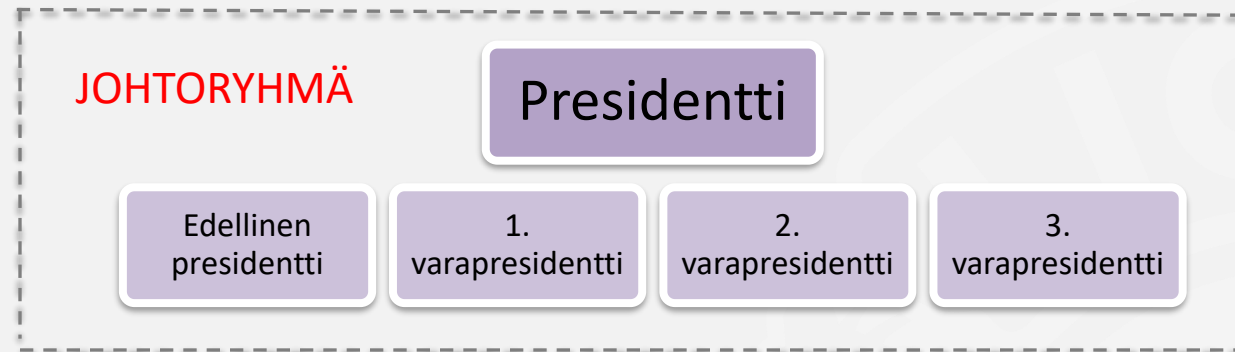 JOHTORYHMÄ
Presidentti
Edellinen
presidentti
1.
varapresidentti
2.
varapresidentti
3.
varapresidentti